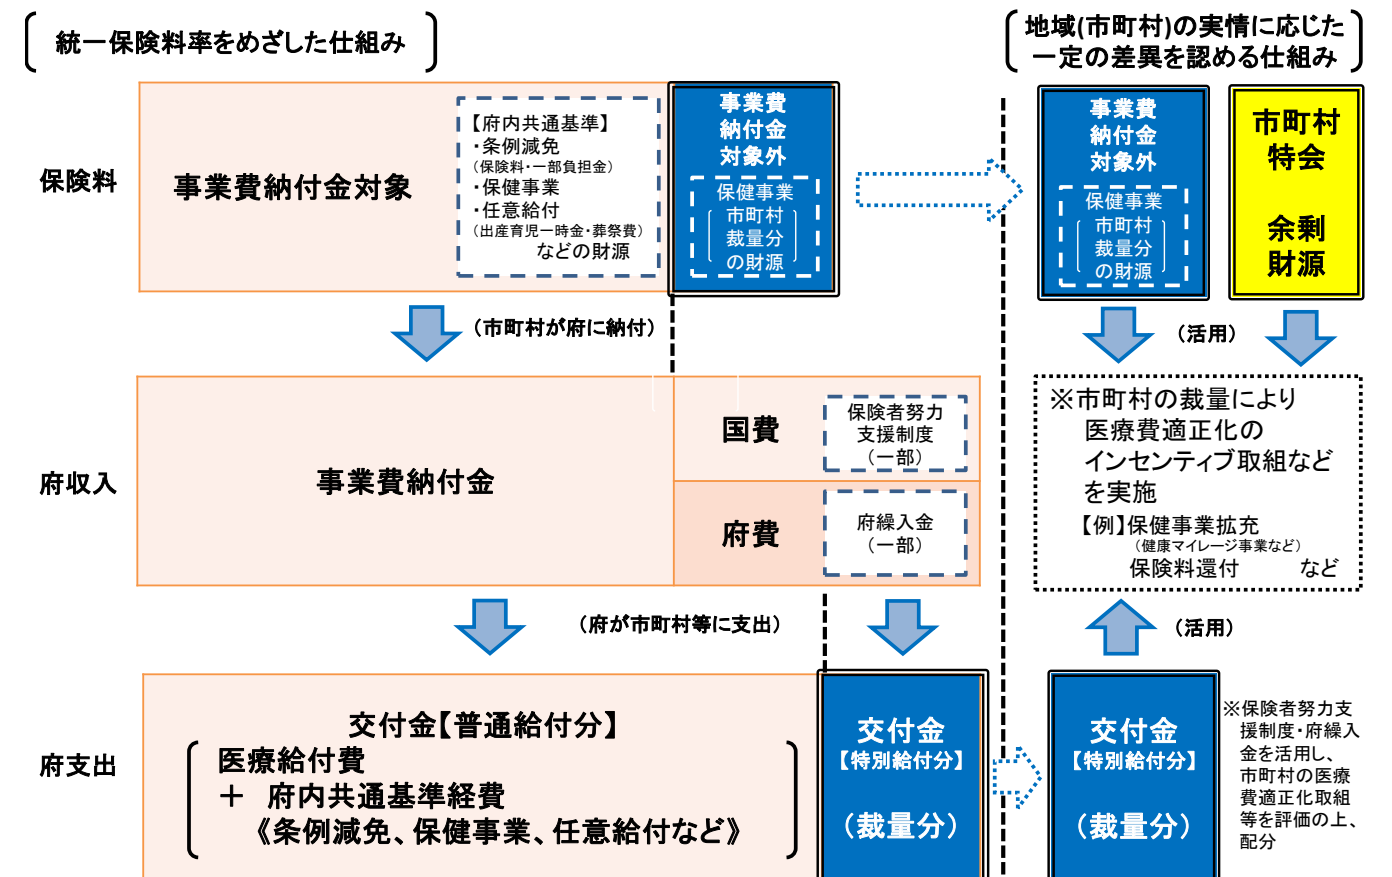 統一保険料率をめざした仕組み
地域(市町村)の実情に応じた
一定の差異を認める仕組み
保険料
事業費納付金対象
【府内共通基準】
・条例減免
（保険料・一部負担金）
・保健事業
・任意給付
（出産育児一時金・葬祭費）
などの財源
事業費
納付金
対象外
保健事業
市町村
裁量分
の財源
事業費
納付金
対象外
保健事業
市町村
裁量分
の財源
市町村
特会
余剰
財源
（市町村が府に納付）
（活用）
府収入
事業費納付金
国費
保険者努力
支援制度
（一部）
府費
府繰入金
（一部）
※市町村の裁量により
医療費適正化の
インセンティブ取組など
を実施
【例】保健事業拡充
（健康マイレージ事業など）
保険料還付　　など
（府が市町村等に支出）
（活用）
府支出
交付金【普通給付分】
医療給付費
＋　府内共通基準経費
《条例減免、保健事業、任意給付など》
交付金
【特別給付分】
（裁量分）
交付金
【特別給付分】
（裁量分）
※保険者努力支
援制度・府繰入
金を活用し、
市町村の医療
費適正化取組
等を評価の上、
配分